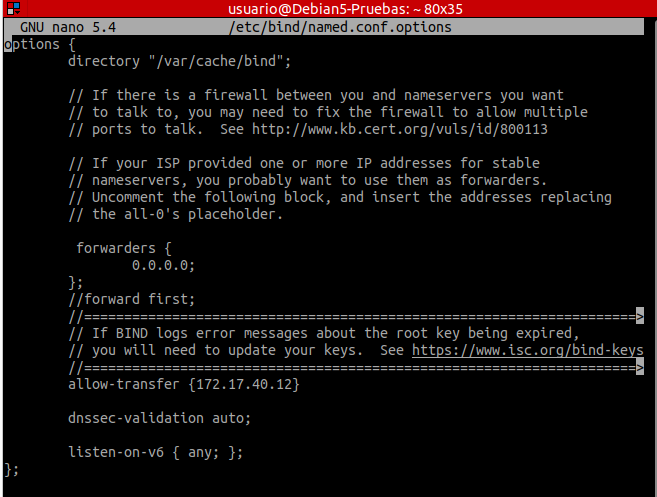 usuario@Debian5-Pruebas: ~ 80x35
GNU nano 5.4 /etc/bind/named.conf.options
options {
directory "/var/cache/bind";
// If there is a firewall between you and nameservers you want
// to talk to, you may need to fix the firewall to allow multiple
// ports to talk.  See http://www.kb.cert.org/vuls/id/800113
// If your ISP provided one or more IP addresses for stable
// nameservers, you probably want to use them as forwarders.
// Uncomment the following block, and insert the addresses replacing
// the all-0's placeholder.
forwarders {
0.0.0.0;
};
//forward first;
//=====================================================================>
// If BIND logs error messages about the root key being expired,
// you will need to update your keys.  See https://www.isc.org/bind-keys
//=====================================================================>
allow-transfer {172.17.40.12}
dnssec-validation auto;
listen-on-v6 { any; };
};